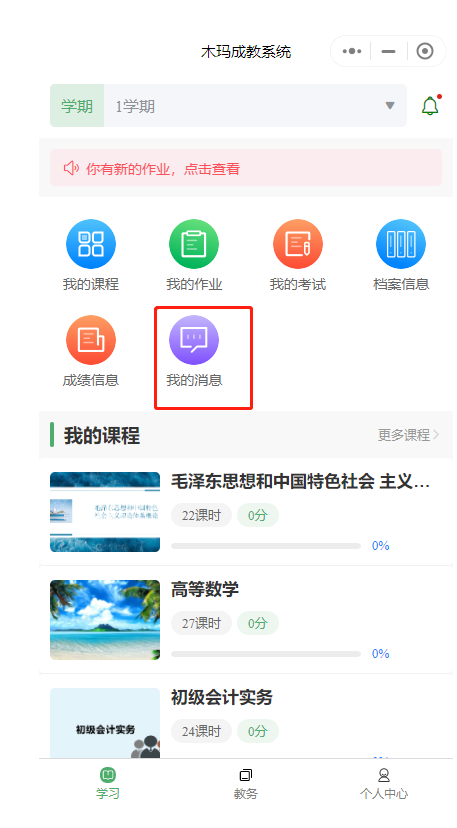 木玛成教系统
学期 1学期
你有新的作业，点击查看
我的课程 我的作业 我的考试 档案信息
成绩信息 我的消息
我的课程 更多课程
毛泽东思想和中国特色社会 主义...
22课时 0分
0%
高等数学
27课时 0分
0%
初级会计实务
初级会计实务
24课时 0分
学习 教务 个人中心